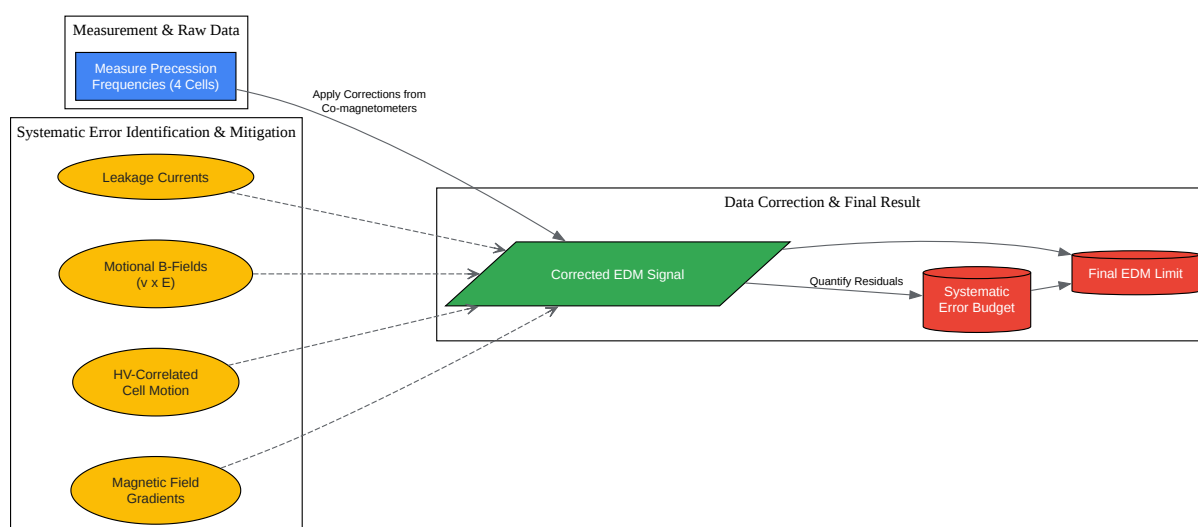 Measurement & Raw Data
Measure Precession
Frequencies (4 Cells)
Apply Corrections from
Co-magnetometers
Systematic Error Identification & Mitigation
Leakage Currents
Motional B-Fields
(v x E)
HV-Correlated
Cell Motion
Magnetic Field
Gradients
Data Correction & Final Result
Corrected EDM Signal
Quantify Residuals
Systematic
Error Budget
Final EDM Limit